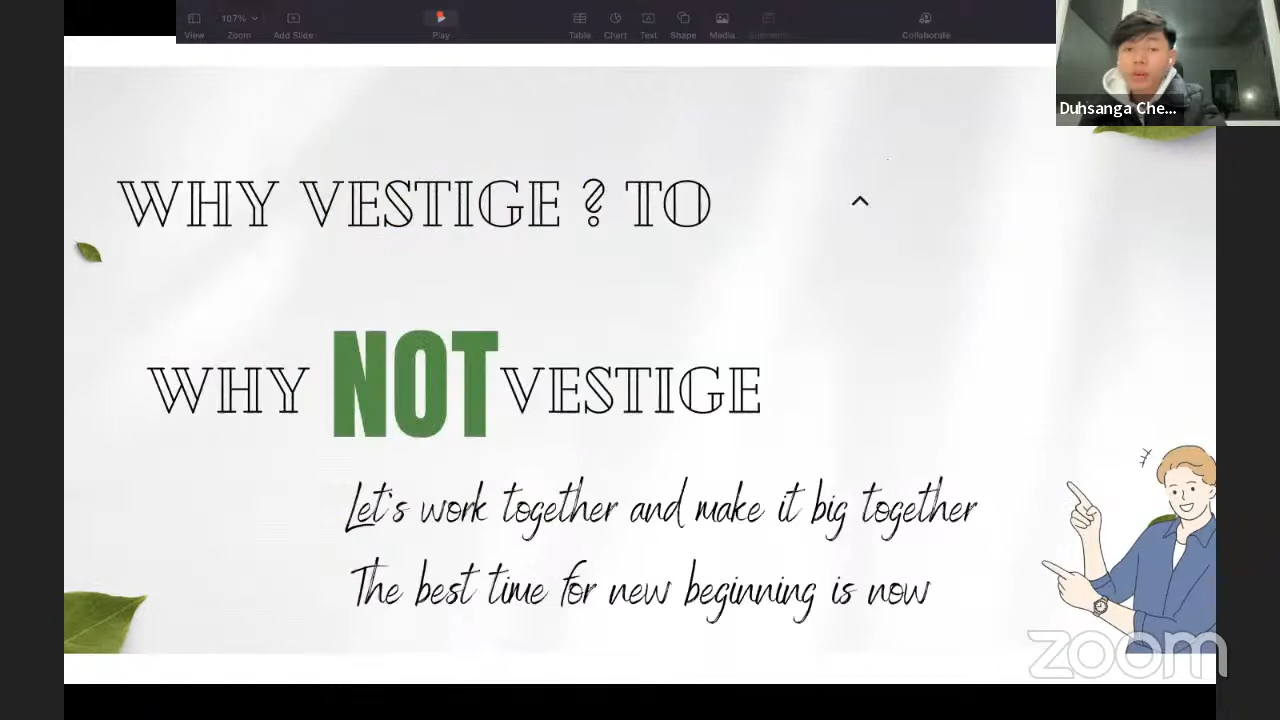 107%
View
Zoom
Add Slide
Play
Table
Chart
Text
Shape
Media
Collaborate
Duhsanga Che...
WHY VESTIGE ? TO
WHY NOT VESTIGE
Let's work together and make it big together
The best time for new beginning is now
zoom